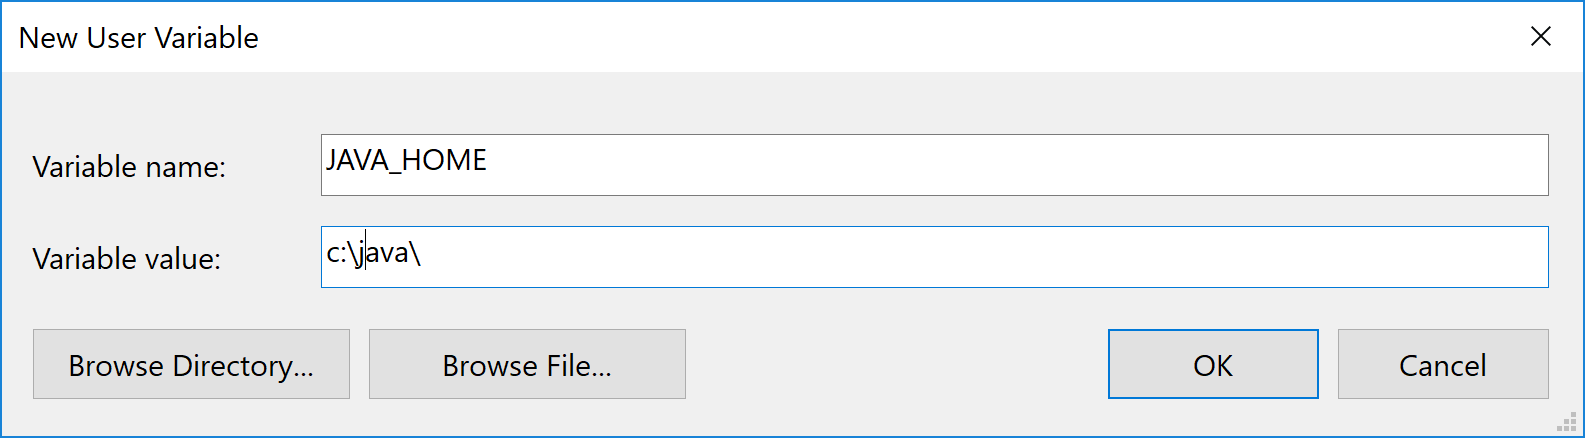 New User Variable
Variable name: JAVA_HOME
Variable value: c:\java\
Browse Directory... Browse File... OK Cancel